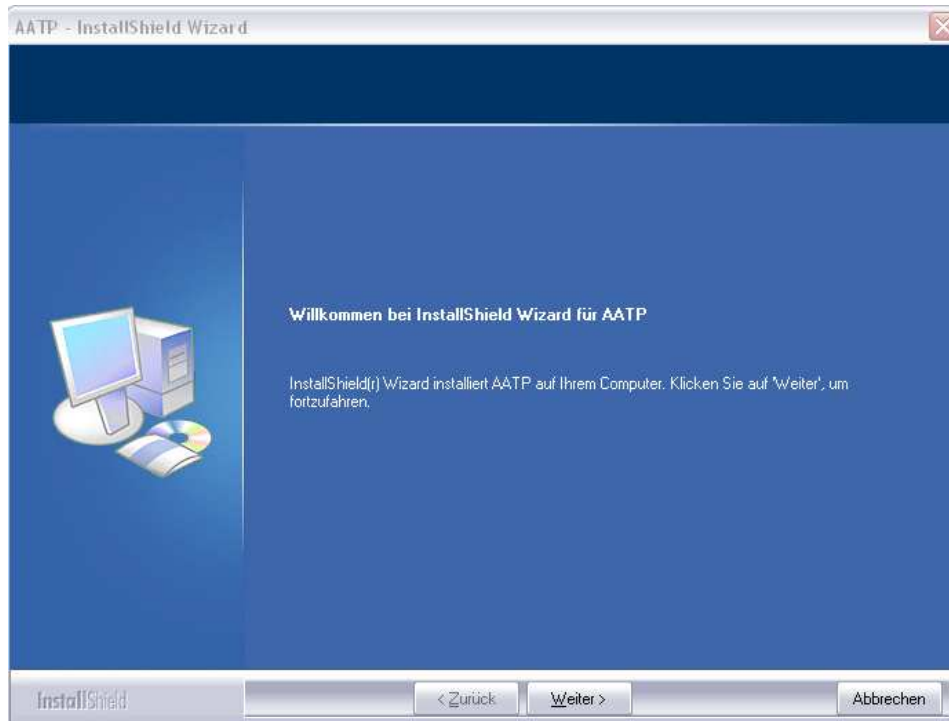 AATP - InstallShield Wizard
Willkommen bei InstallShield Wizard für AATP
InstallShield(r) Wizard installiert AATP auf Ihrem Computer. Klicken Sie auf 'Weiter', um
fortzufahren.
InstallShield
< Zurück
Weiter >
Abbrechen